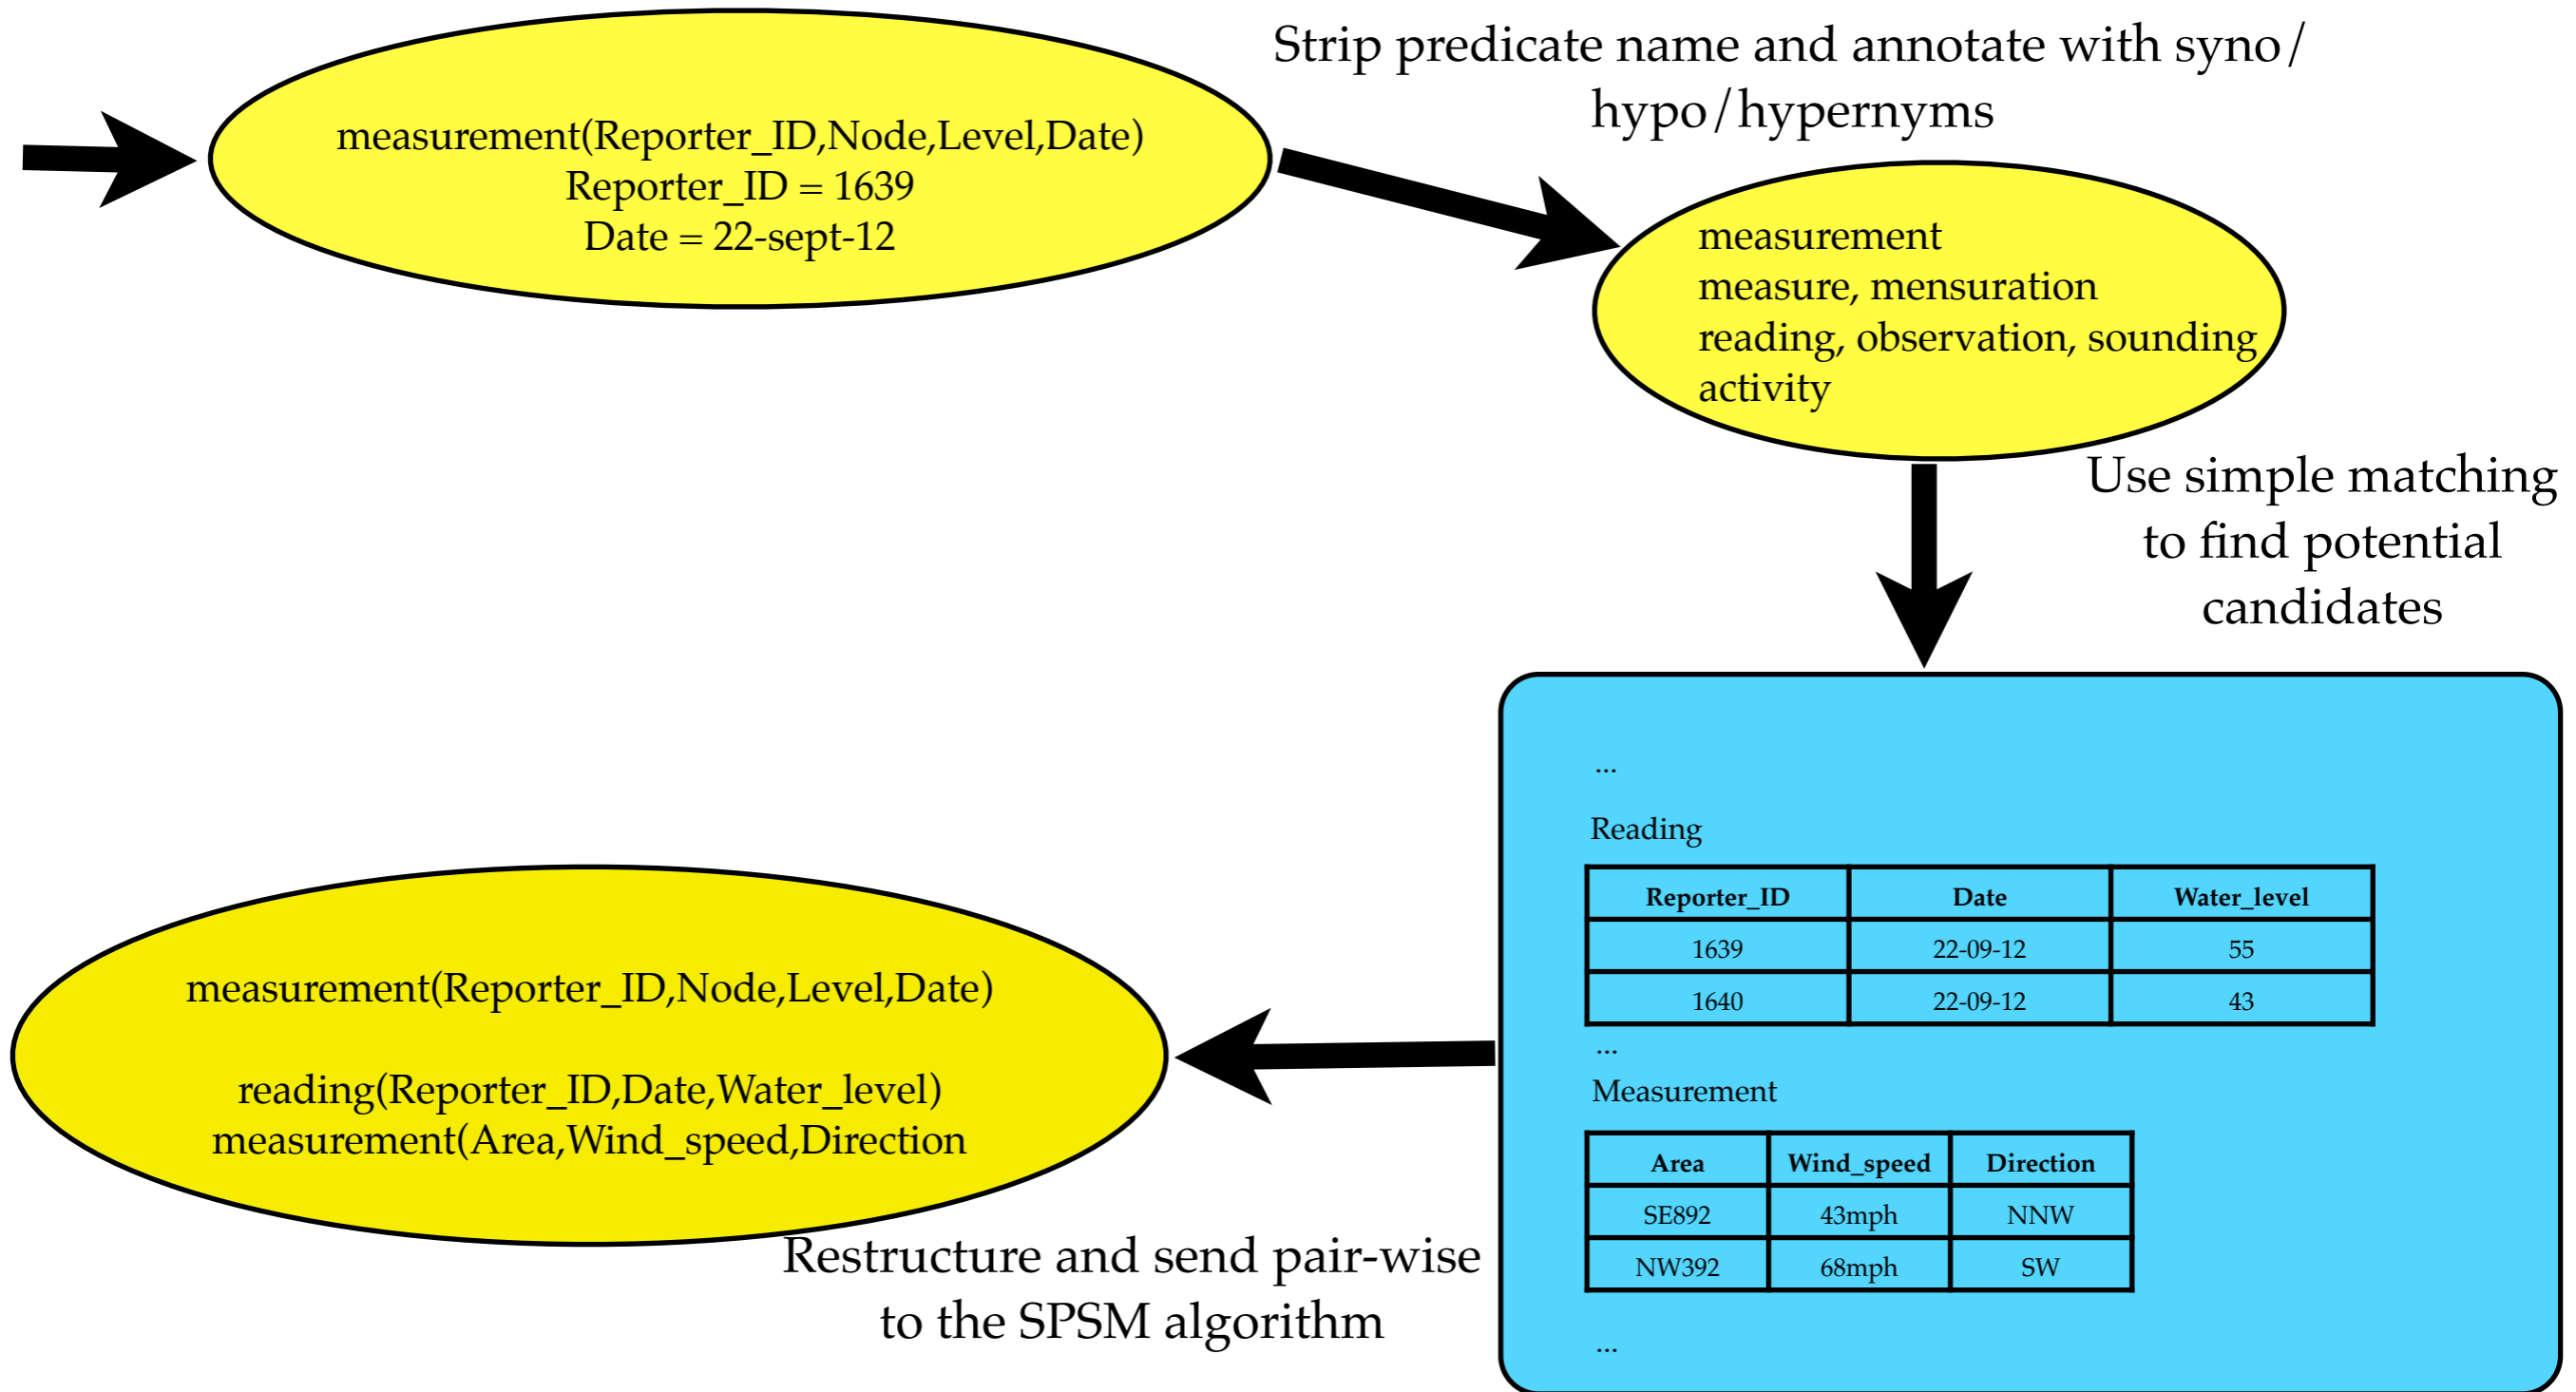 measurement(Reporter_ID,Node,Level,Date)
Reporter_ID = 1639
Date = 22-sept-12
Strip predicate name and annotate with syno/
hypo/hypernyms
measurement
measure, mensuration
reading, observation, sounding
activity
Use simple matching
to find potential
candidates
...
Reading
Reporter_ID Date Water_level
1639 22-09-12 55
1640 22-09-12 43
...
Measurement
Area Wind_speed Direction
SE892 43mph NNW
NW392 68mph SW
...
measurement(Reporter_ID,Node,Level,Date)
reading(Reporter_ID,Date,Water_level)
measurement(Area,Wind_speed,Direction
Restructure and send pair-wise
to the SPSM algorithm